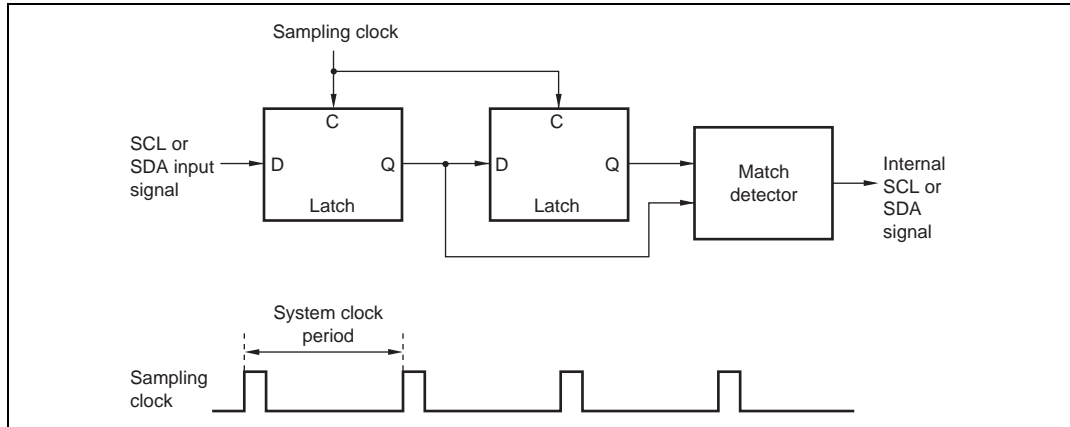 Sampling clock
SCL or
SDA input
signal
C
D
Q
Latch
C
D
Q
Latch
Match
detector
Internal
SCL or
SDA
signal
System clock
period
Sampling
clock